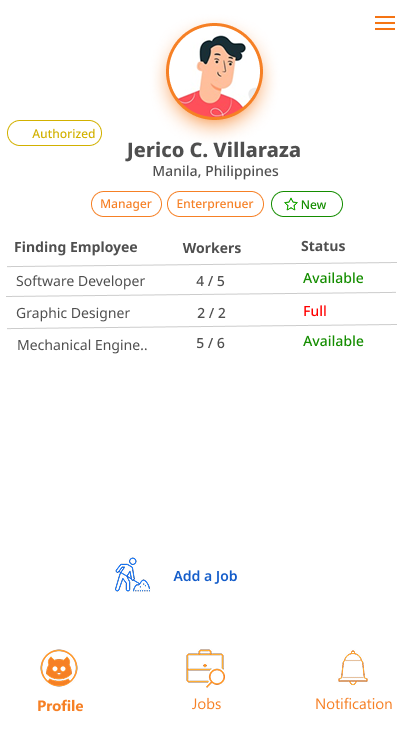 Authorized
Jerico C. Villaraza
Manila, Philippines
Manager Enterprenuer New
Finding Employee Workers Status
Software Developer 4 / 5 Available
Graphic Designer 2 / 2 Full
Mechanical Engine.. 5 / 6 Available
Add a Job
Profile Jobs Notification